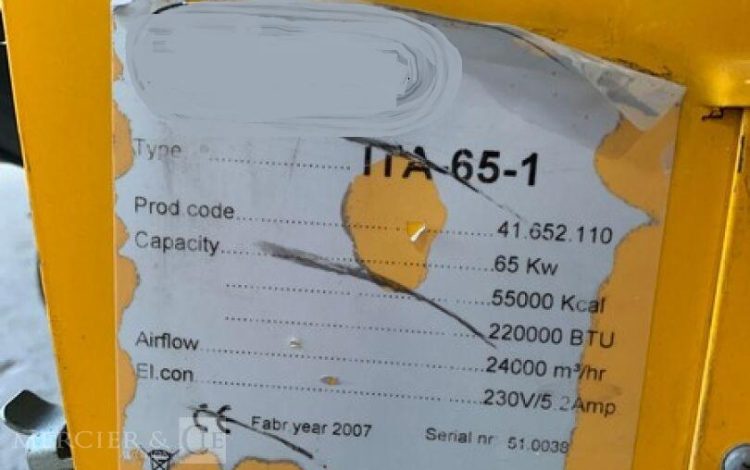 Type ITA-65-1
Prod.code 41.652.110
Capacity 65 Kw
55000 Kcal
220000 BTU
Airflow 24000 m³/hr
El.con 230V/5.2Amp
CE Fabr.year 2007 Serial nr 51.0038
MERCIER & CIE